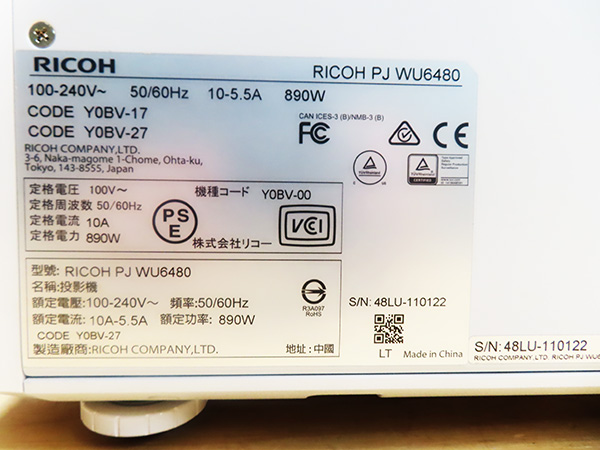 RICOH
RICOH PJ WU6480
100-240V~ 50/60Hz 10-5.5A 890W
CODE Y0BV-17
CODE Y0BV-27
CAN ICES-3 (B)/NMB-3 (B)
FC CE
RICOH COMPANY,LTD.
3-6, Naka-magome 1-Chome, Ohta-ku,
Tokyo, 143-8555, Japan
定格電圧 100V~
定格周波数 50/60Hz
定格電流 10A
定格電力 890W
PSE
機種コード Y0BV-00
株式会社リコー
VCCI
型號: RICOH PJ WU6480
名稱:投影機
額定電壓:100-240V~ 頻率:50/60Hz
額定電流: 10A-5.5A 額定功率: 890W
CODE Y0BV-27
製造廠商:RICOH COMPANY,LTD.
地址:中國
R3A097
RoHS
S/N: 48LU-110122
LT Made in China
S/N: 48LU-110122
RICOH COMPANY,LTD. RICOH PJ WU6480